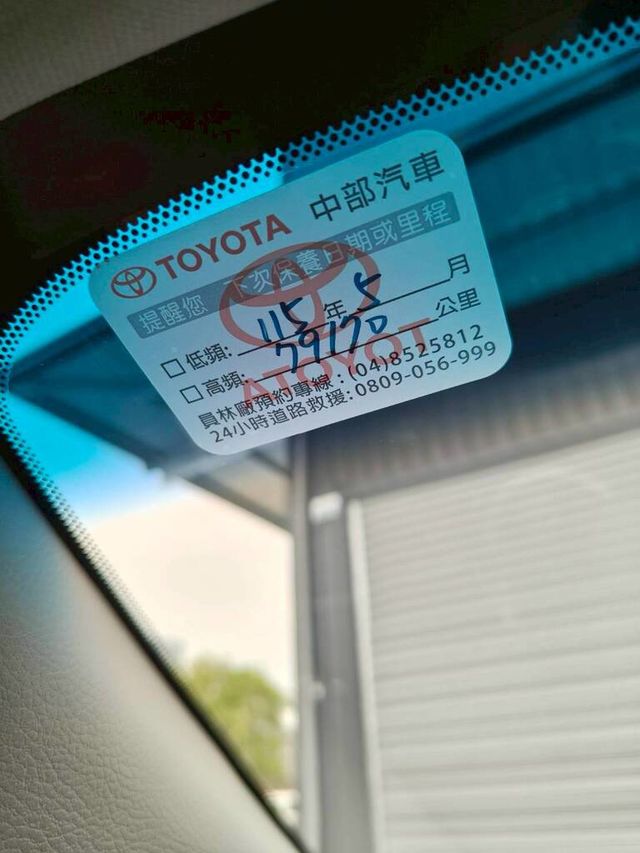 TOYOTA 中部汽車
提醒您 下次保養日期或里程
□低頻: 115 年 5 月
□高頻: 79170 公里
員林廠預約專線:(04)8525812
24小時道路救援:0809-056-999